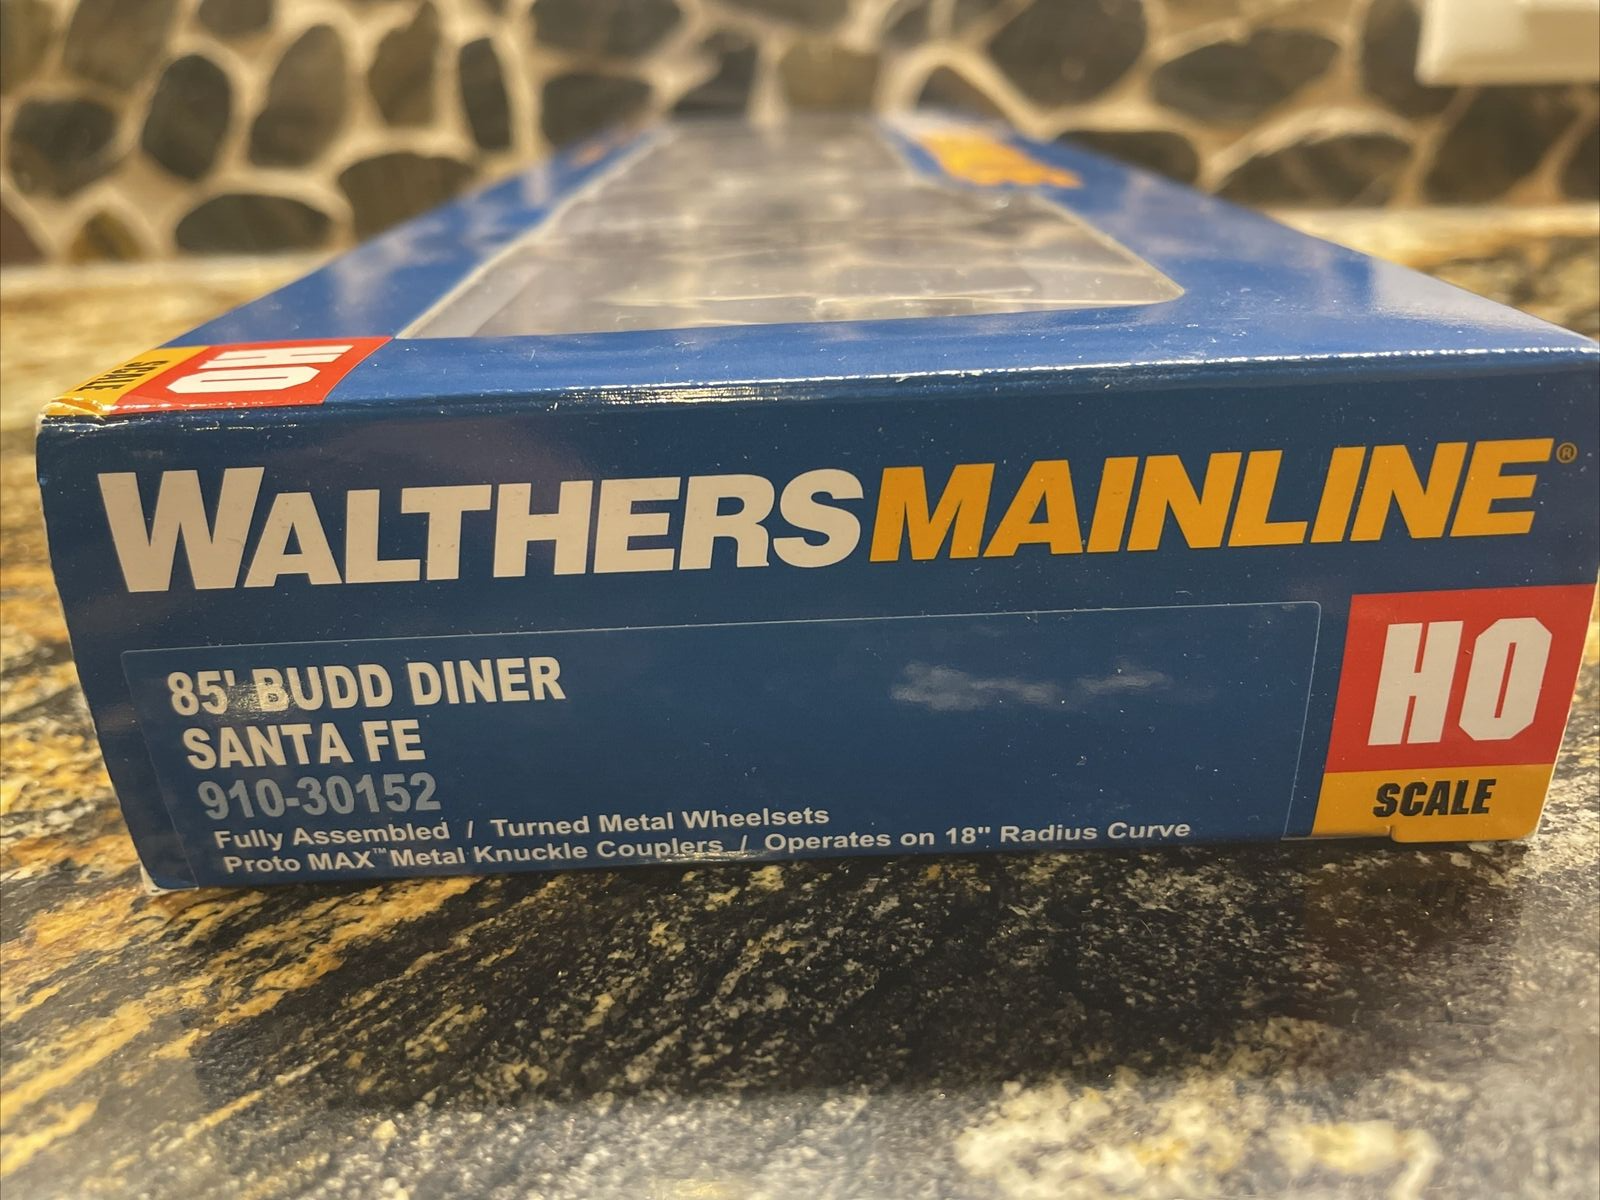 HO
SCALE
WALTHERSMAINLINE®
85' BUDD DINER
SANTA FE
910-30152
Fully Assembled / Turned Metal Wheelsets
Proto MAX™ Metal Knuckle Couplers / Operates on 18" Radius Curve
HO
SCALE